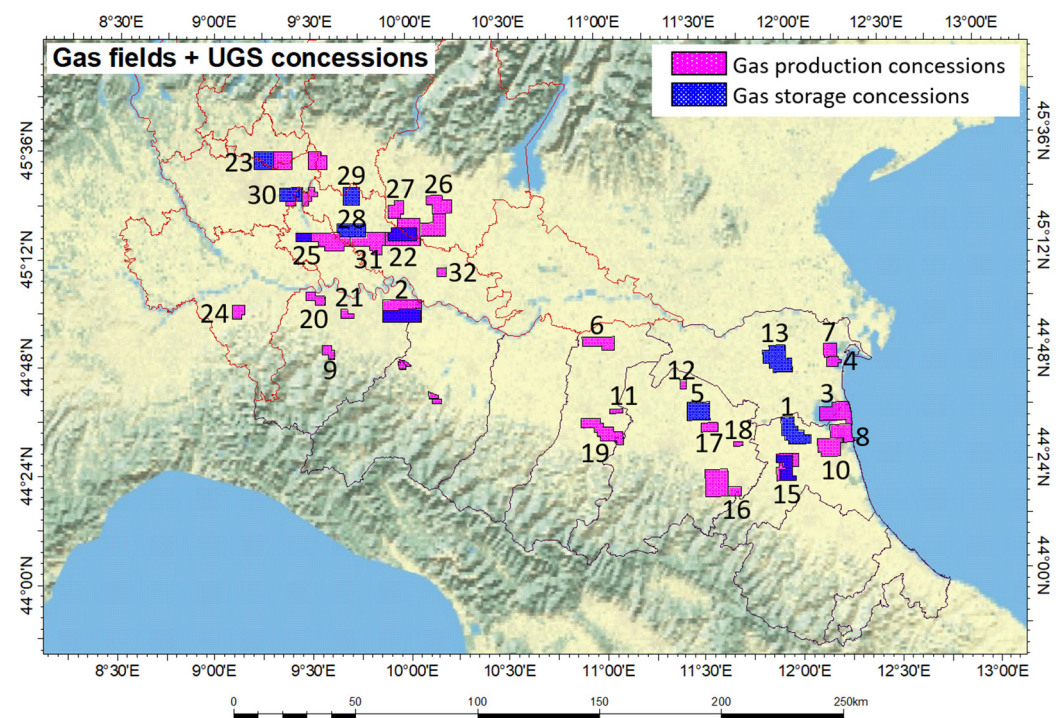 8°30'E 9°00'E 9°30'E 10°00'E 10°30'E 11°00'E 11°30'E 12°00'E 12°30'E 13°00'E
Gas fields + UGS concessions
Gas production concessions
Gas storage concessions
45°36'N 45°36'N
23
29
30
27 26
28
25 31 22
45°12'N 45°12'N
32
24 20 21 2
6 13 7
4
44°48'N 44°48'N
9
12
11 5 3
1
19 17 18 8
10
44°24'N 44°24'N
16 15
44°00'N 44°00'N
8°30'E 9°00'E 9°30'E 10°00'E 10°30'E 11°00'E 11°30'E 12°00'E 12°30'E 13°00'E
0 50 100 150 200 250km